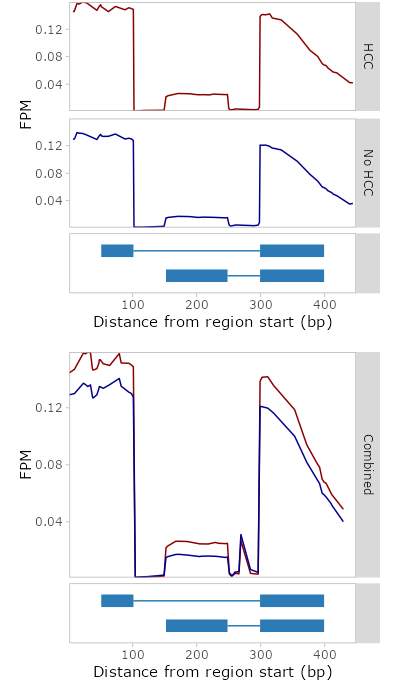 0.12
0.08
0.04
HCC
FPM
0.12
0.08
0.04
No HCC
100 200 300 400
Distance from region start (bp)
0.12
0.08
0.04
FPM
Combined
100 200 300 400
Distance from region start (bp)